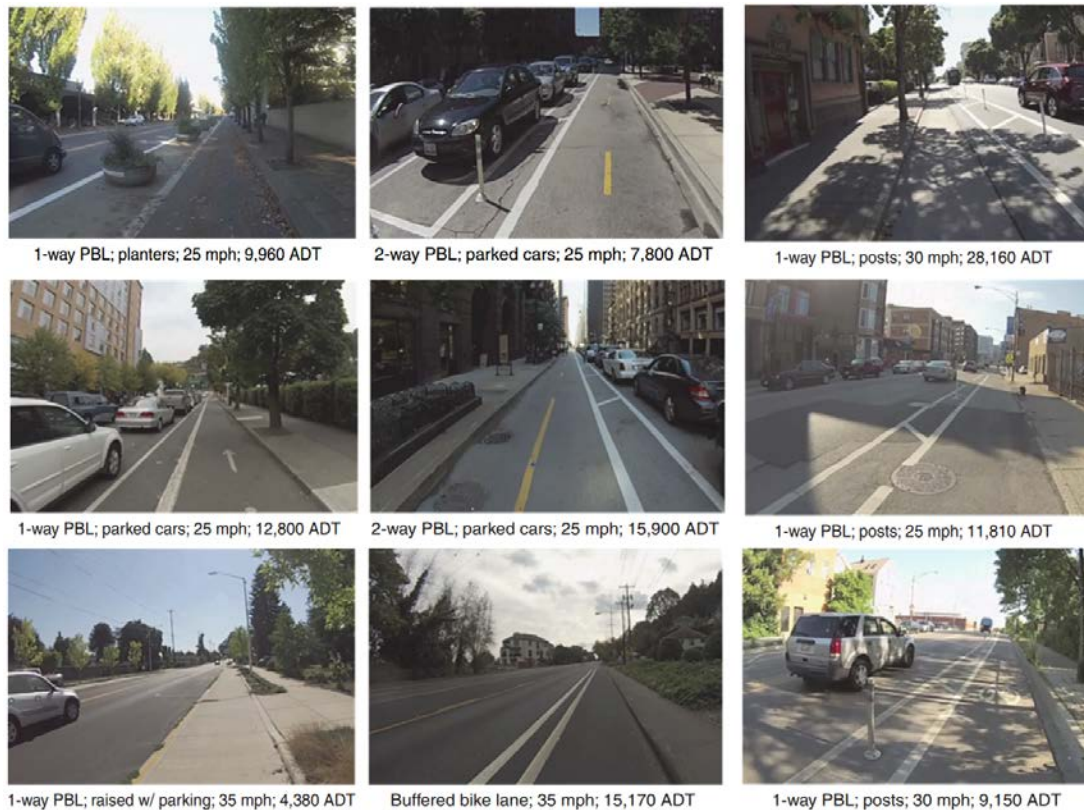 1-way PBL; planters; 25 mph; 9,960 ADT
2-way PBL; parked cars; 25 mph; 7,800 ADT
1-way PBL; posts; 30 mph; 28,160 ADT
1-way PBL; parked cars; 25 mph; 12,800 ADT
2-way PBL; parked cars; 25 mph; 15,900 ADT
1-way PBL; posts; 25 mph; 11,810 ADT
1-way PBL; raised w/ parking; 35 mph; 4,380 ADT
Buffered bike lane; 35 mph; 15,170 ADT
1-way PBL; posts; 30 mph; 9,150 ADT